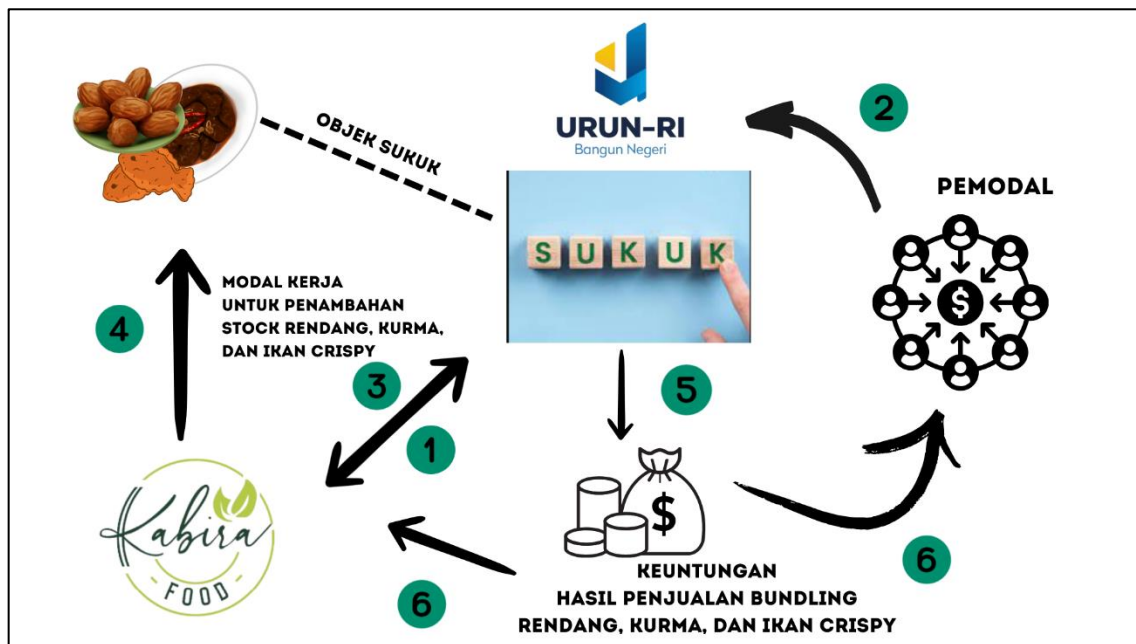 OBJEK SUKUK
URUN-RI
Bangun Negeri
2
PEMODAL
SUKUK
$
4
MODAL KERJA
UNTUK PENAMBAHAN
STOCK RENDANG, KURMA,
DAN IKAN CRISPY
3
5
1
Kabira
- FOOD -
$
6
KEUNTUNGAN
HASIL PENJUALAN BUNDLING
RENDANG, KURMA, DAN IKAN CRISPY
6